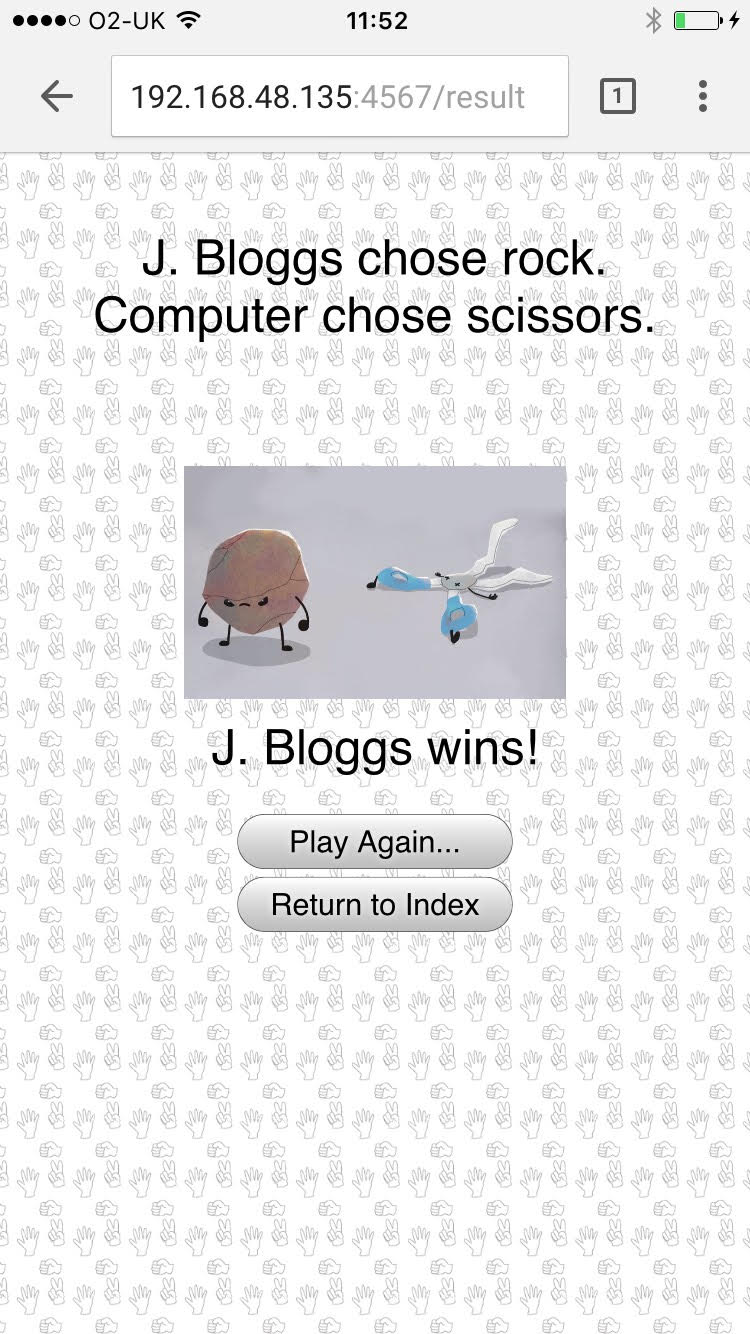 O2-UK 11:52
192.168.48.135:4567/result 1
J. Bloggs chose rock.
Computer chose scissors.
J. Bloggs wins!
Play Again...
Return to Index